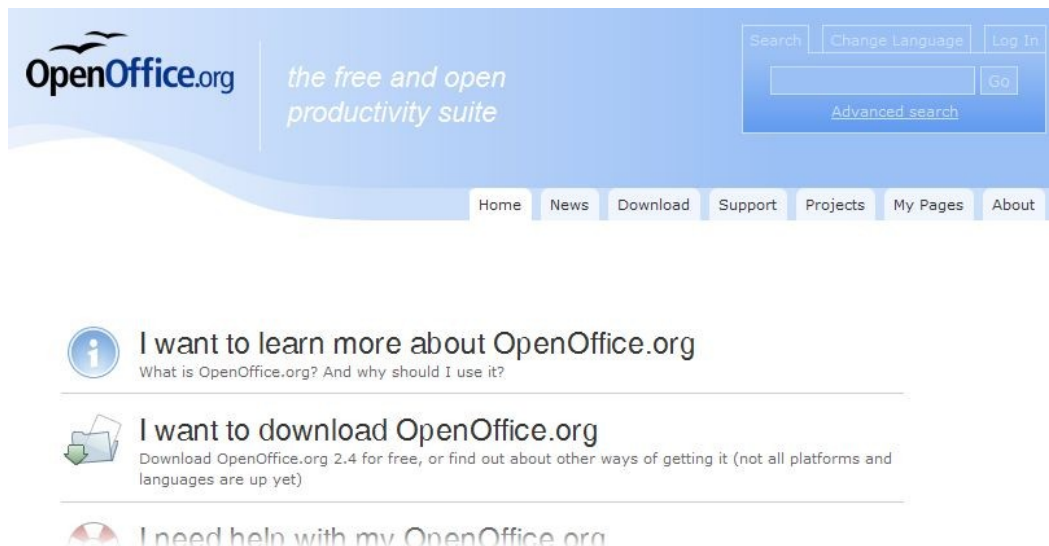 OpenOffice.org
the free and open
productivity suite
Search Change Language Log In
Go
Advanced search
Home News Download Support Projects My Pages About
I want to learn more about OpenOffice.org
What is OpenOffice.org? And why should I use it?
I want to download OpenOffice.org
Download OpenOffice.org 2.4 for free, or find out about other ways of getting it (not all platforms and
languages are up yet)
I need help with my OpenOffice.org